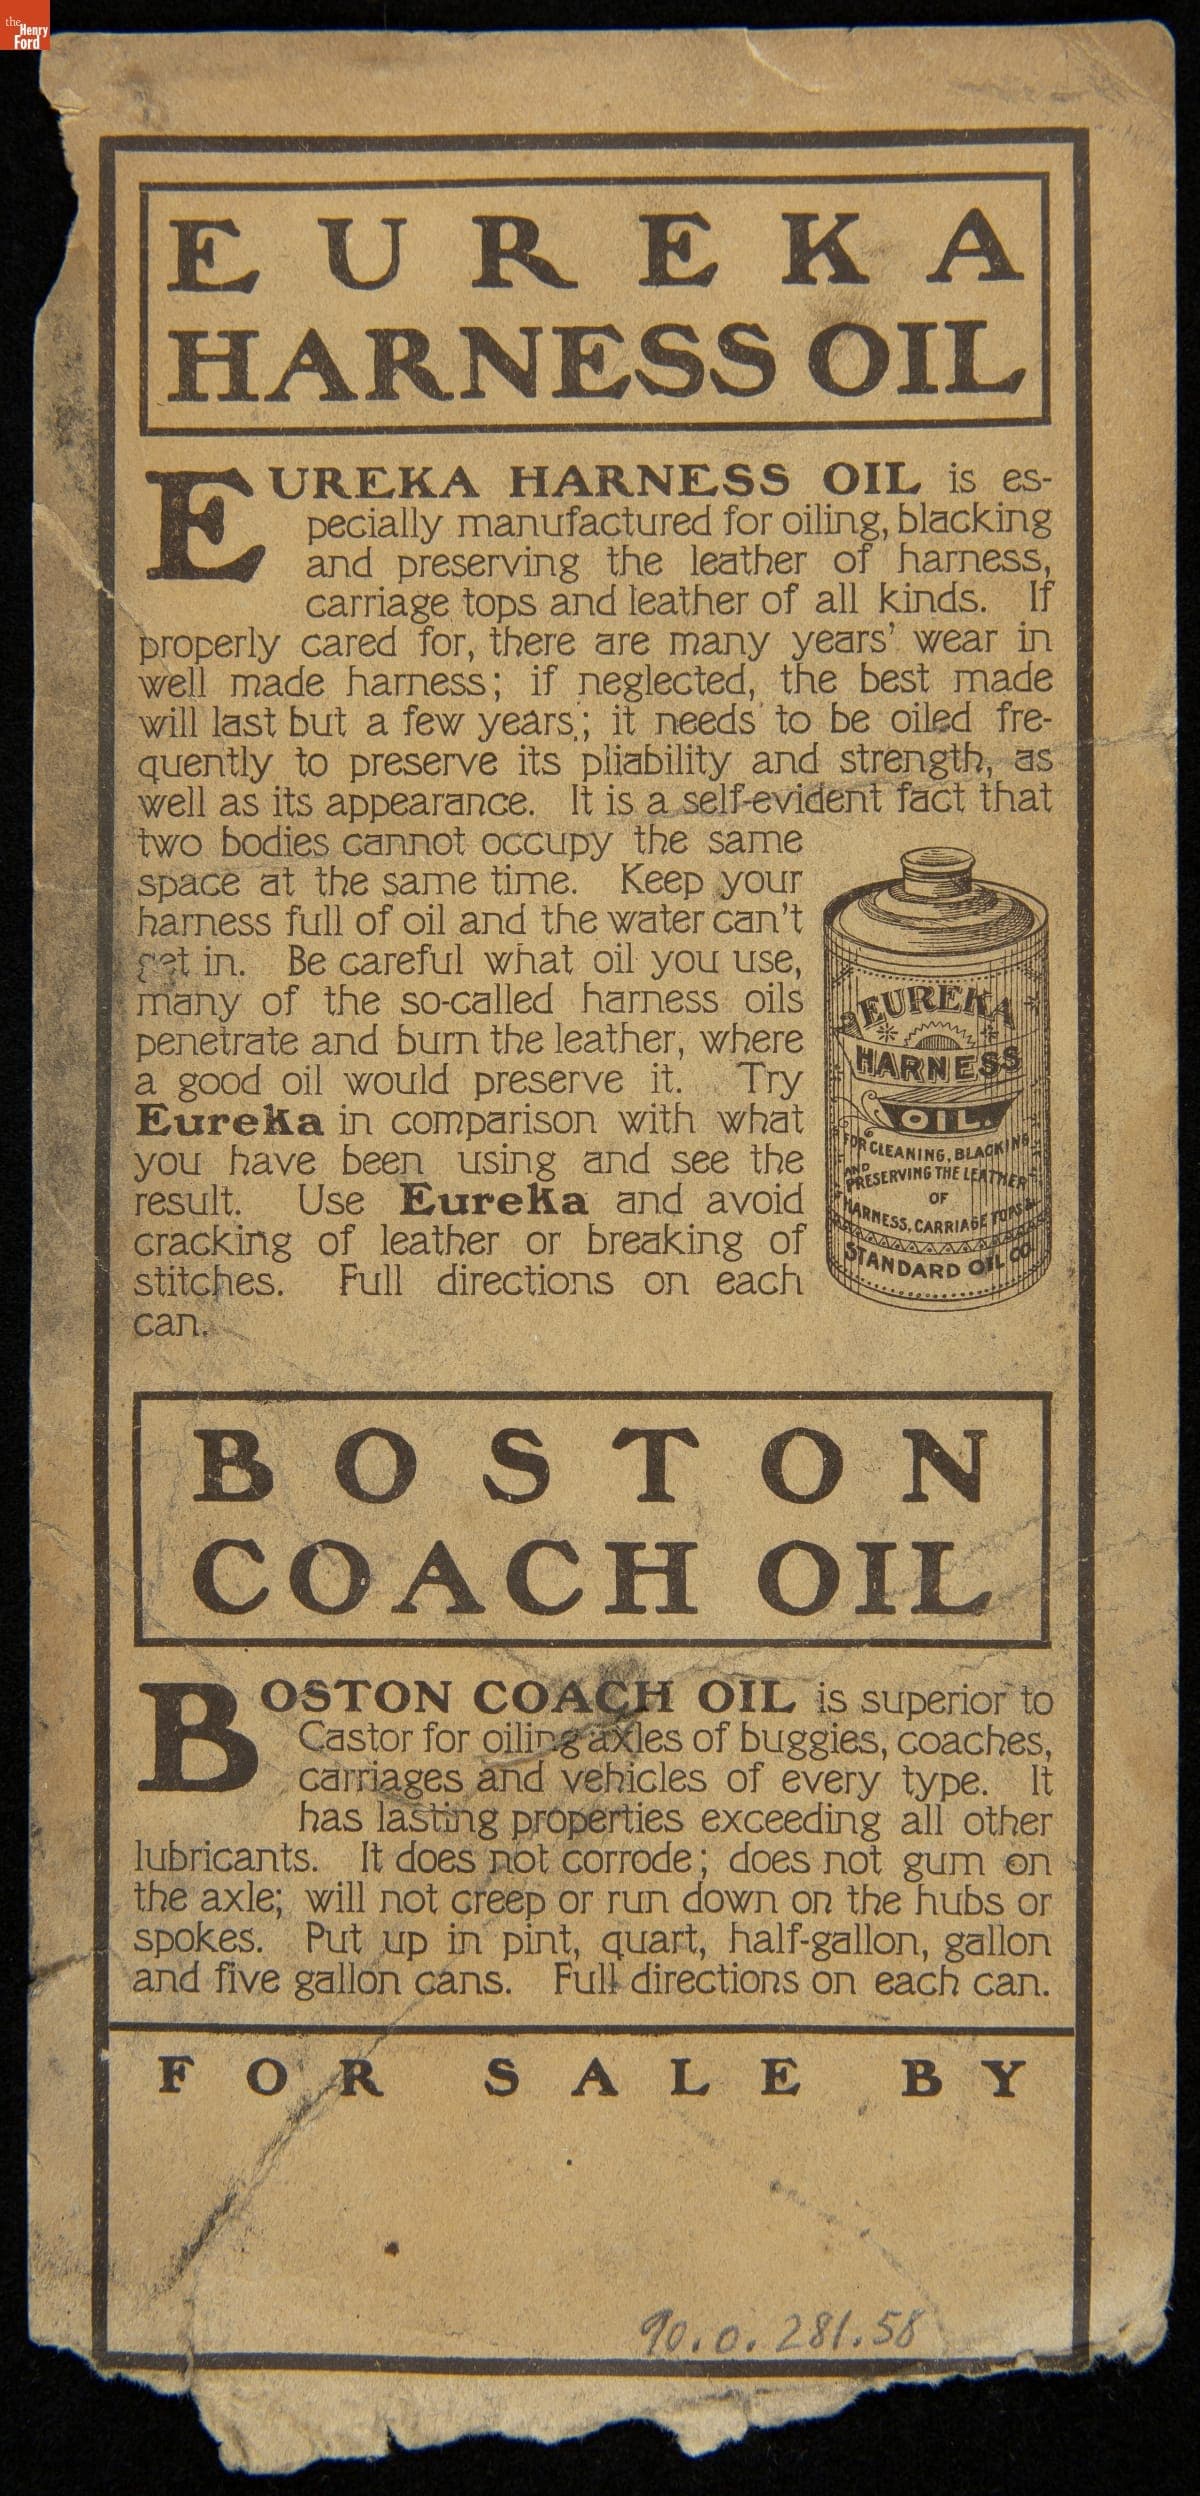 the
Henry
Ford
EUREKA
HARNESS OIL
EUREKA HARNESS OIL is es-
pecially manufactured for oiling, blacking
and preserving the leather of harness,
carriage tops and leather of all kinds. If
properly cared for, there are many years' wear in
well made harness; if neglected, the best made
will last but a few years; it needs to be oiled fre-
quently to preserve its pliability and strength, as
well as its appearance. It is a self-evident fact that
two bodies cannot occupy the same
space at the same time. Keep your
harness full of oil and the water can't
get in. Be careful what oil you use,
many of the so-called harness oils
penetrate and burn the leather, where
a good oil would preserve it. Try
Eureka in comparison with what
you have been using and see the
result. Use Eureka and avoid
cracking of leather or breaking of
stitches. Full directions on each
can.
EUREKA
HARNESS
OIL.
FOR CLEANING, BLACKING
AND
PRESERVING THE LEATHER
OF
HARNESS, CARRIAGE TOPS &
STANDARD OIL CO.
BOSTON
COACH OIL
BOSTON COACH OIL is superior to
Castor for oiling axles of buggies, coaches,
carriages and vehicles of every type. It
has lasting properties exceeding all other
lubricants. It does not corrode; does not gum on
the axle; will not creep or run down on the hubs or
spokes. Put up in pint, quart, half-gallon, gallon
and five gallon cans. Full directions on each can.
FOR SALE BY
90.0.281.58